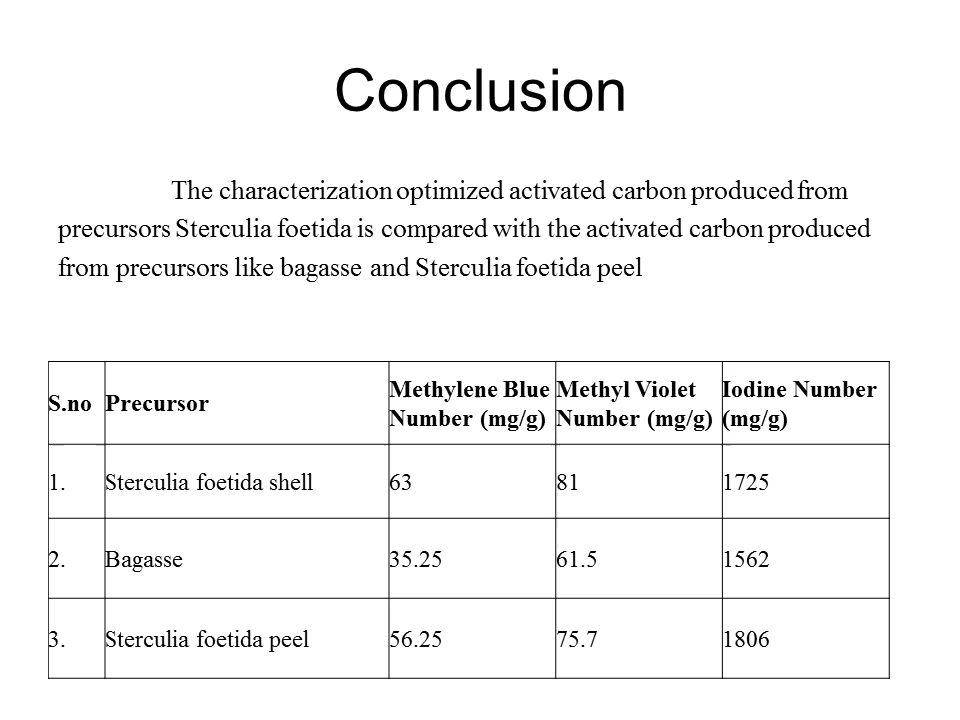 Conclusion
The characterization optimized activated carbon produced from
precursors Sterculia foetida is compared with the activated carbon produced
from precursors like bagasse and Sterculia foetida peel
S.no Precursor Methylene Blue Number (mg/g) Methyl Violet Number (mg/g) Iodine Number (mg/g)
1. Sterculia foetida shell 63 81 1725
2. Bagasse 35.25 61.5 1562
3. Sterculia foetida peel 56.25 75.7 1806